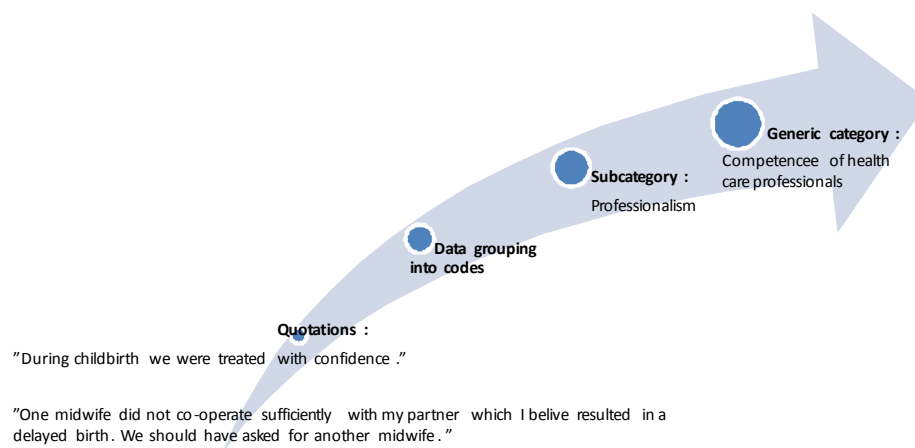 Generic category :
Competencee of health
care professionals
Subcategory :
Professionalism
Data grouping
into codes
Quotations :
”During childbirth we were treated with confidence .”
”One midwife did not co-operate sufficiently with my partner which I belive resulted in a
delayed birth. We should have asked for another midwife . ”